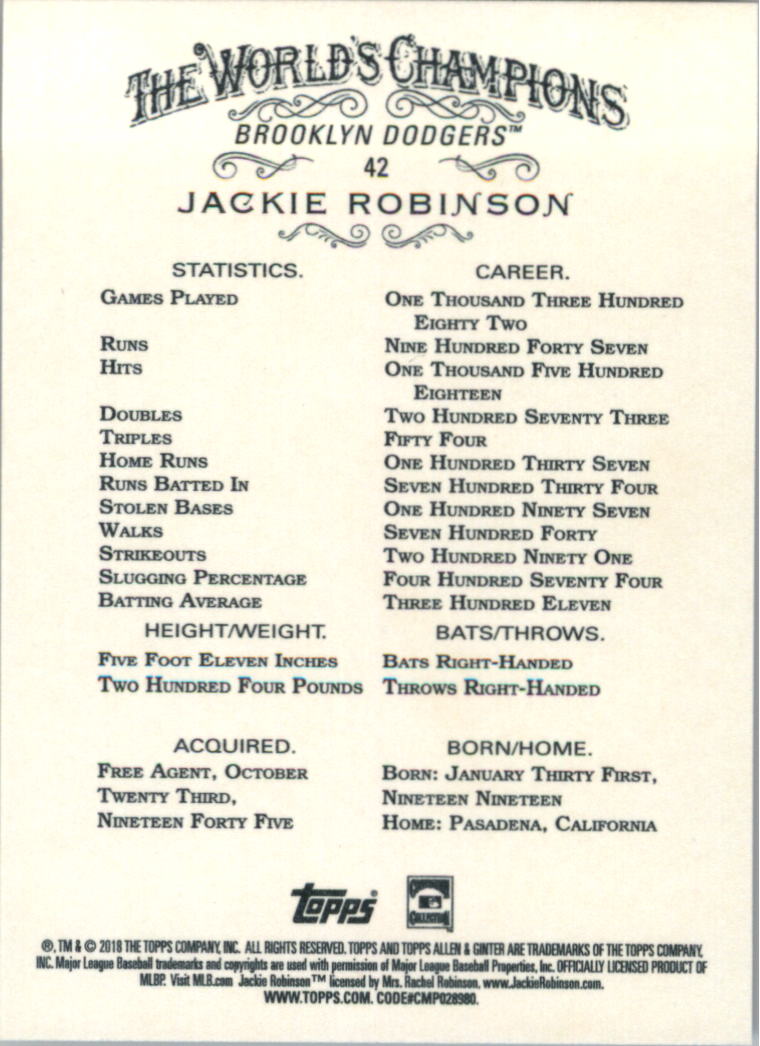 THE WORLD'S CHAMPIONS
BROOKLYN DODGERS™
42
JACKIE ROBINSON
STATISTICS. CAREER.
GAMES PLAYED ONE THOUSAND THREE HUNDRED
EIGHTY TWO
RUNS NINE HUNDRED FORTY SEVEN
HITS ONE THOUSAND FIVE HUNDRED
EIGHTEEN
DOUBLES TWO HUNDRED SEVENTY THREE
TRIPLES FIFTY FOUR
HOME RUNS ONE HUNDRED THIRTY SEVEN
RUNS BATTED IN SEVEN HUNDRED THIRTY FOUR
STOLEN BASES ONE HUNDRED NINETY SEVEN
WALKS SEVEN HUNDRED FORTY
STRIKEOUTS TWO HUNDRED NINETY ONE
SLUGGING PERCENTAGE FOUR HUNDRED SEVENTY FOUR
BATTING AVERAGE THREE HUNDRED ELEVEN
HEIGHT/WEIGHT. BATS/THROWS.
FIVE FOOT ELEVEN INCHES BATS RIGHT-HANDED
TWO HUNDRED FOUR POUNDS THROWS RIGHT-HANDED
ACQUIRED. BORN/HOME.
FREE AGENT, OCTOBER BORN: JANUARY THIRTY FIRST,
TWENTY THIRD, NINETEEN NINETEEN
NINETEEN FORTY FIVE HOME: PASADENA, CALIFORNIA
topps® COOPERSTOWN COLLECTION
®, TM & © 2018 THE TOPPS COMPANY, INC. ALL RIGHTS RESERVED. TOPPS AND TOPPS ALLEN & GINTER ARE TRADEMARKS OF THE TOPPS COMPANY,
INC. Major League Baseball trademarks and copyrights are used with permission of Major League Baseball Properties, Inc. OFFICIALLY LICENSED PRODUCT OF
MLBP. Visit MLB.com Jackie Robinson™ licensed by Mrs. Rachel Robinson, www.JackieRobinson.com.
WWW.TOPPS.COM. CODE#CMP028980.